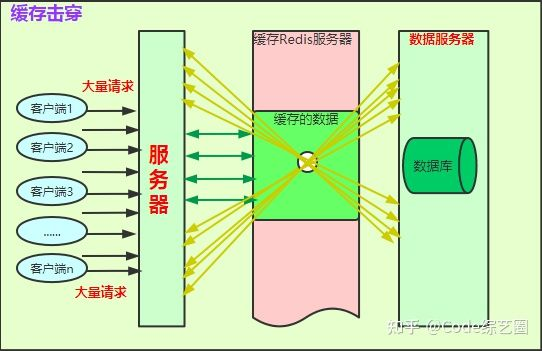 缓存击穿
缓存Redis服务器
数据服务器
大量请求
客户端1
缓存的数据
客户端2
服务器
数据库
客户端3
......
客户端n
大量请求
知乎 @Code综艺圈